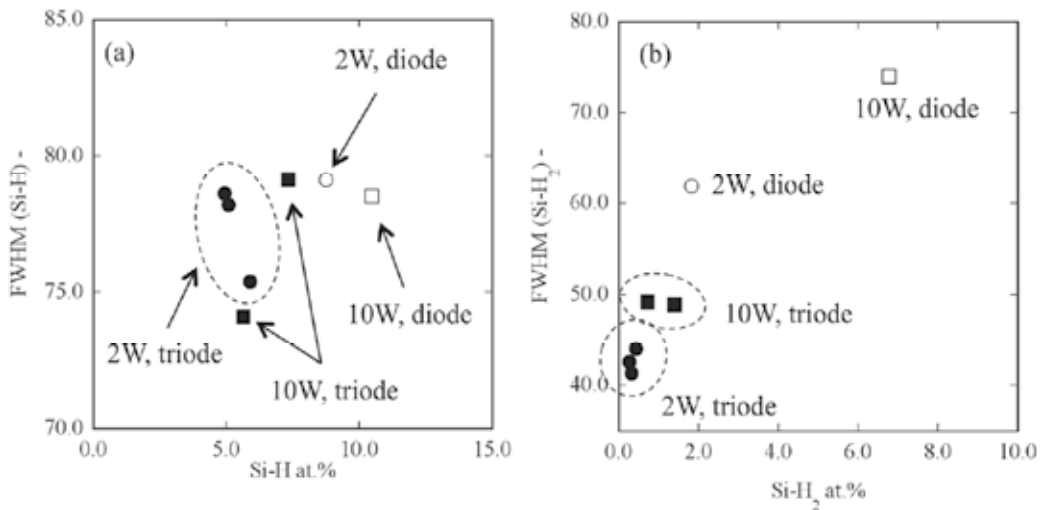 85.0
(a)
2W, diode
80.0
75.0
70.0
FWHM (Si-H) -
2W, triode
10W, triode
10W, diode
0.0 5.0 10.0 15.0
Si-H at.%
(b)
80.0
70.0
60.0
50.0
40.0
FWHM (Si-H₂) -
10W, diode
2W, diode
10W, triode
2W, triode
0.0 2.0 4.0 6.0 8.0 10.0
Si-H₂ at.%